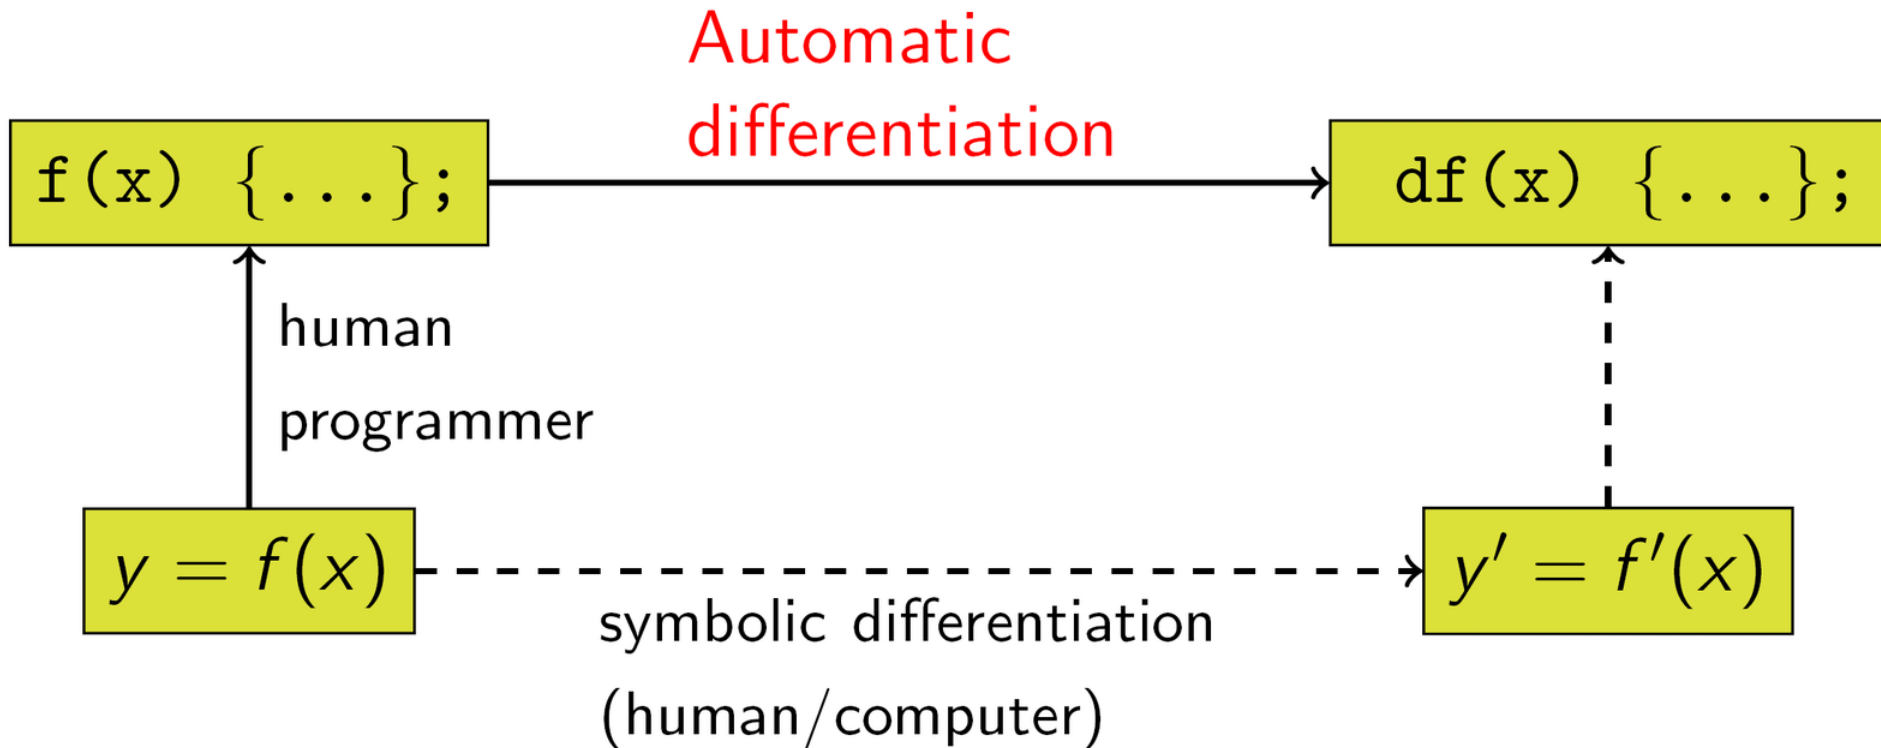 Automatic
differentiation
f(x) {...};
df(x) {...};
human
programmer
y = f(x)
y′ = f′(x)
symbolic differentiation
(human/computer)